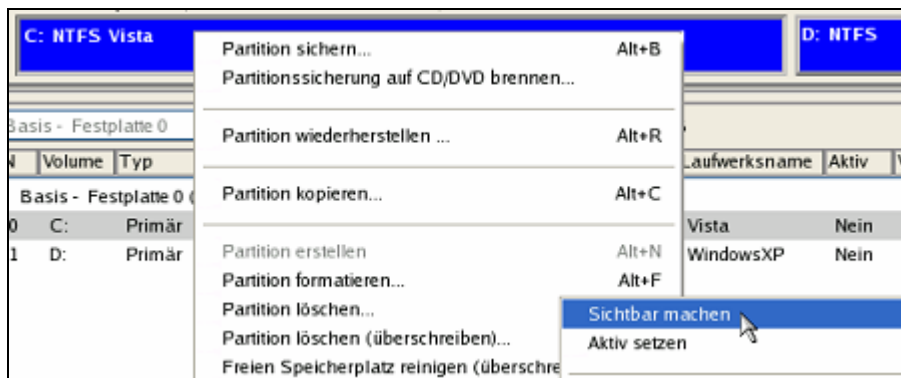 C: NTFS Vista
D: NTFS
Partition sichern... Alt+B
Partitionssicherung auf CD/DVD brennen...
Basis - Festplatte 0
Partition wiederherstellen ... Alt+R
Volume Typ Laufwerksname Aktiv
Basis - Festplatte 0 (
Partition kopieren... Alt+C
0 C: Primär Vista Nein
1 D: Primär WindowsXP Nein
Partition erstellen Alt+N
Partition formatieren... Alt+F
Partition löschen...
Sichtbar machen
Partition löschen (überschreiben)...
Aktiv setzen
Freien Speicherplatz reinigen (überschre